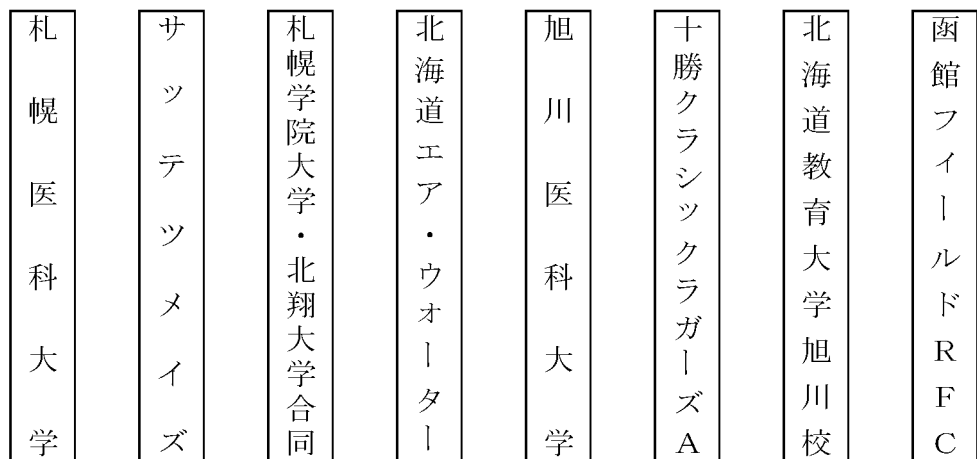 札幌医科大学
サッテツメイズ
札幌学院大学・北翔大学合同
北海道エア・ウォーター
旭川医科大学
十勝クラシックラガーズA
北海道教育大学旭川校
函館フィールドRFC